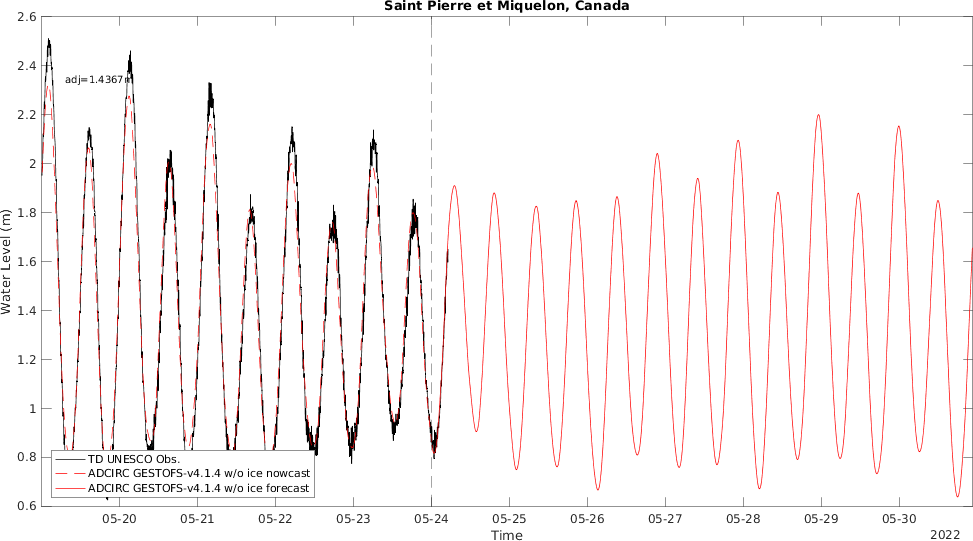 Saint Pierre et Miquelon, Canada
2.6
2.4
adj=1.4367m
2.2
2
1.8
1.6
Water Level (m)
1.4
1.2
1
0.8
0.6
TD UNESCO Obs.
ADCIRC GESTOFS-v4.1.4 w/o ice nowcast
ADCIRC GESTOFS-v4.1.4 w/o ice forecast
05-20 05-21 05-22 05-23 05-24 05-25 05-26 05-27 05-28 05-29 05-30
Time
2022